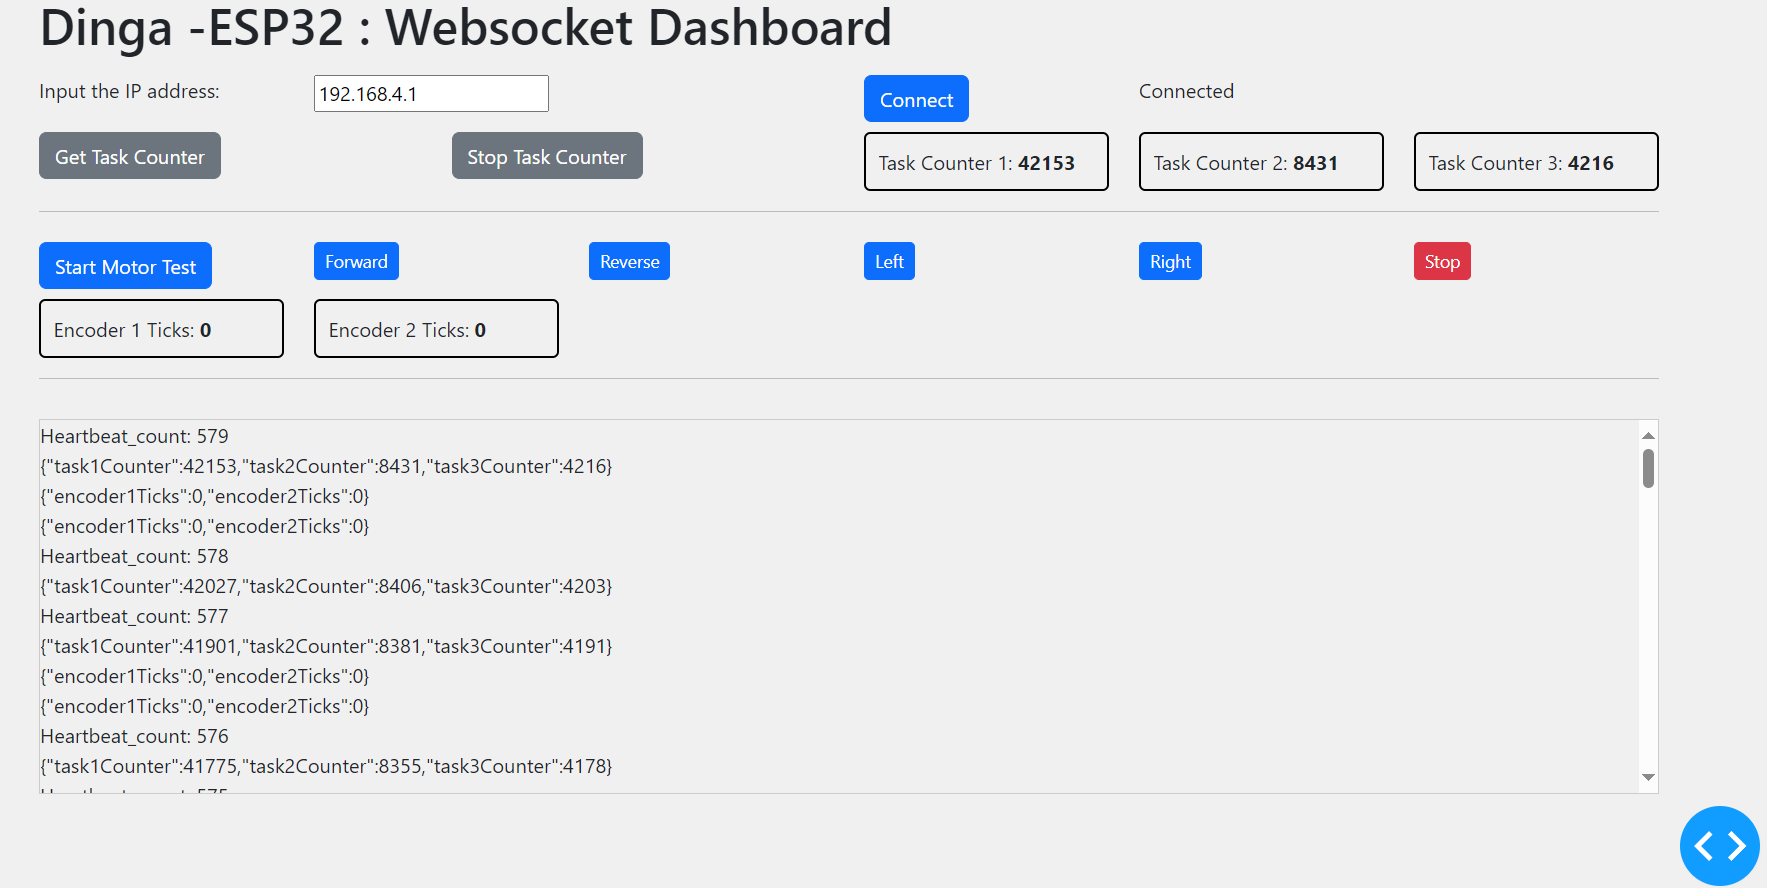 Dinga -ESP32 : Websocket Dashboard
Input the IP address:
192.168.4.1
Connect
Connected
Get Task Counter
Stop Task Counter
Task Counter 1: 42153
Task Counter 2: 8431
Task Counter 3: 4216
Start Motor Test
Forward
Reverse
Left
Right
Stop
Encoder 1 Ticks: 0
Encoder 2 Ticks: 0
Heartbeat_count: 579
{"task1Counter":42153,"task2Counter":8431,"task3Counter":4216}
{"encoder1Ticks":0,"encoder2Ticks":0}
{"encoder1Ticks":0,"encoder2Ticks":0}
Heartbeat_count: 578
{"task1Counter":42027,"task2Counter":8406,"task3Counter":4203}
Heartbeat_count: 577
{"task1Counter":41901,"task2Counter":8381,"task3Counter":4191}
{"encoder1Ticks":0,"encoder2Ticks":0}
{"encoder1Ticks":0,"encoder2Ticks":0}
Heartbeat_count: 576
{"task1Counter":41775,"task2Counter":8355,"task3Counter":4178}
Heartbeat_count: 575